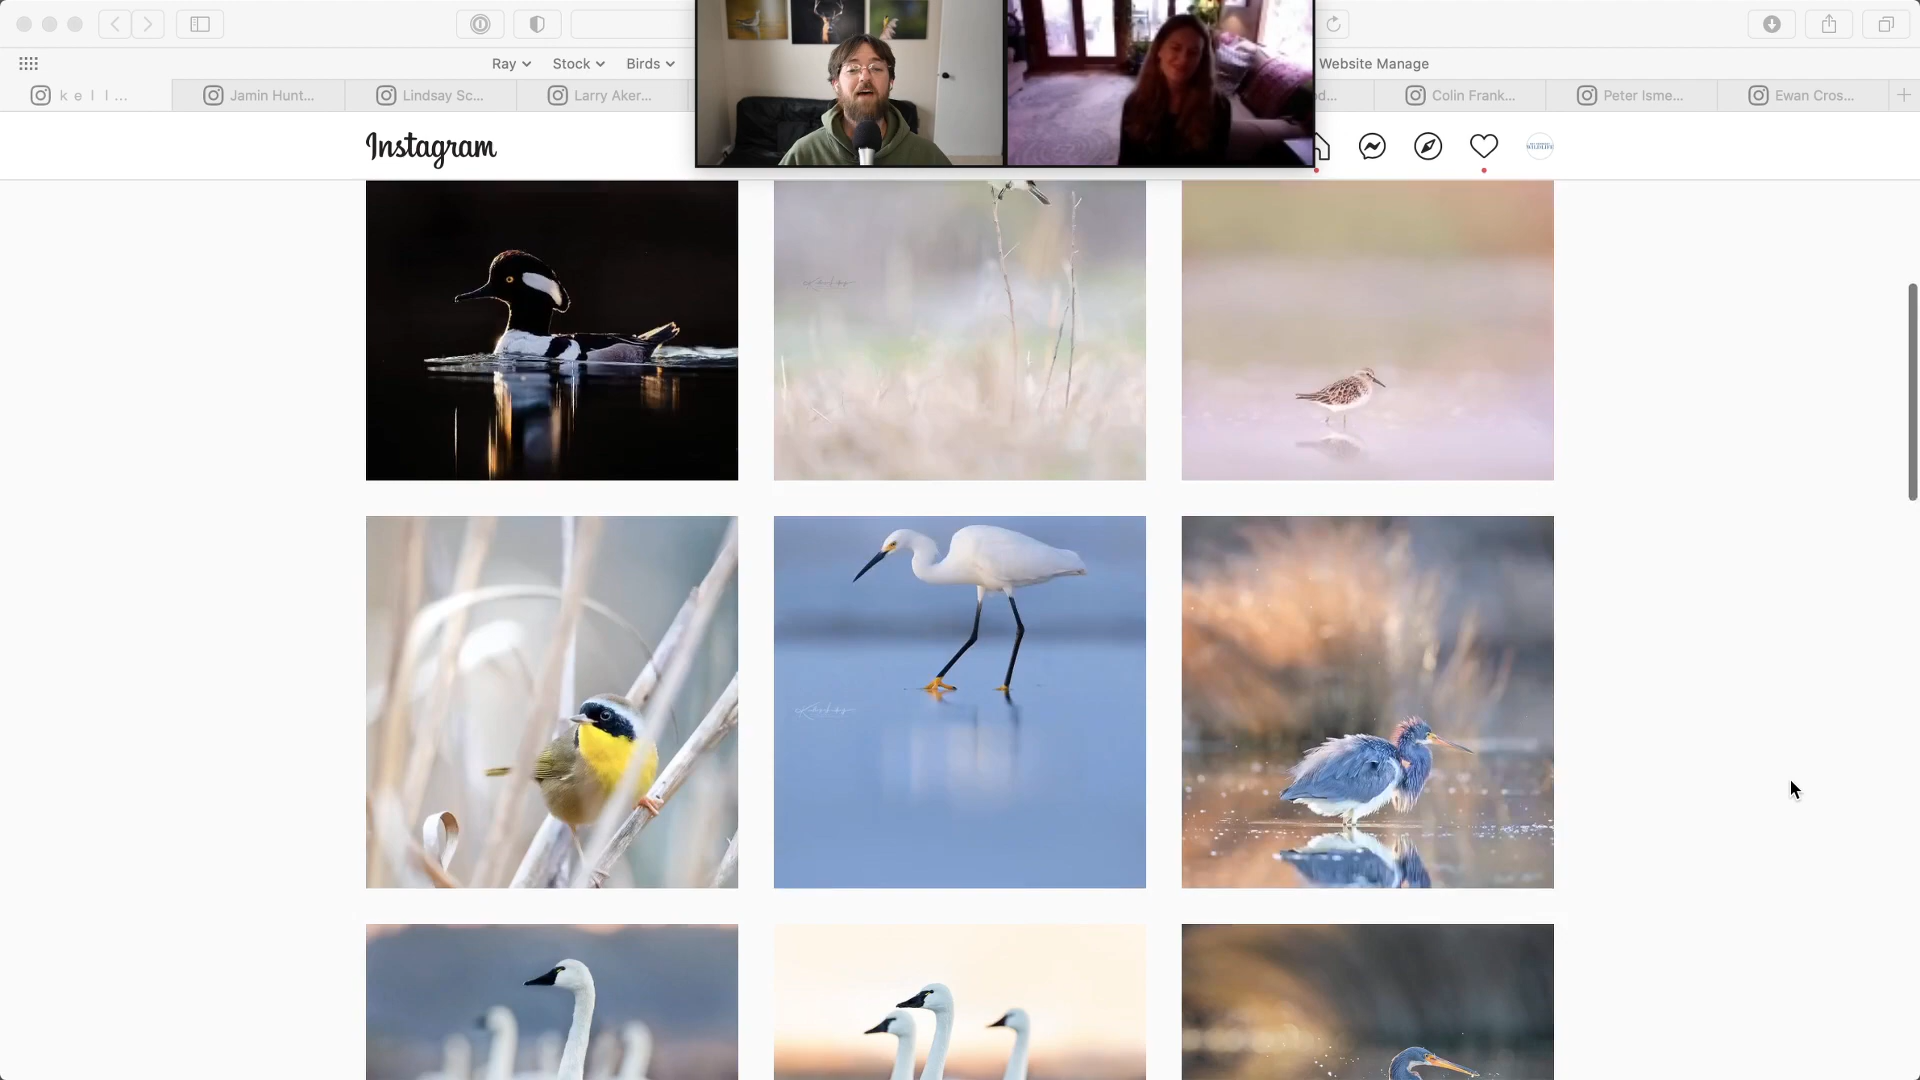 Ray Stock Birds Website Manage
k e l l ... Jamin Hunt... Lindsay Sc... Larry Aker... d... Colin Frank... Peter Isme... Ewan Cros...
Instagram